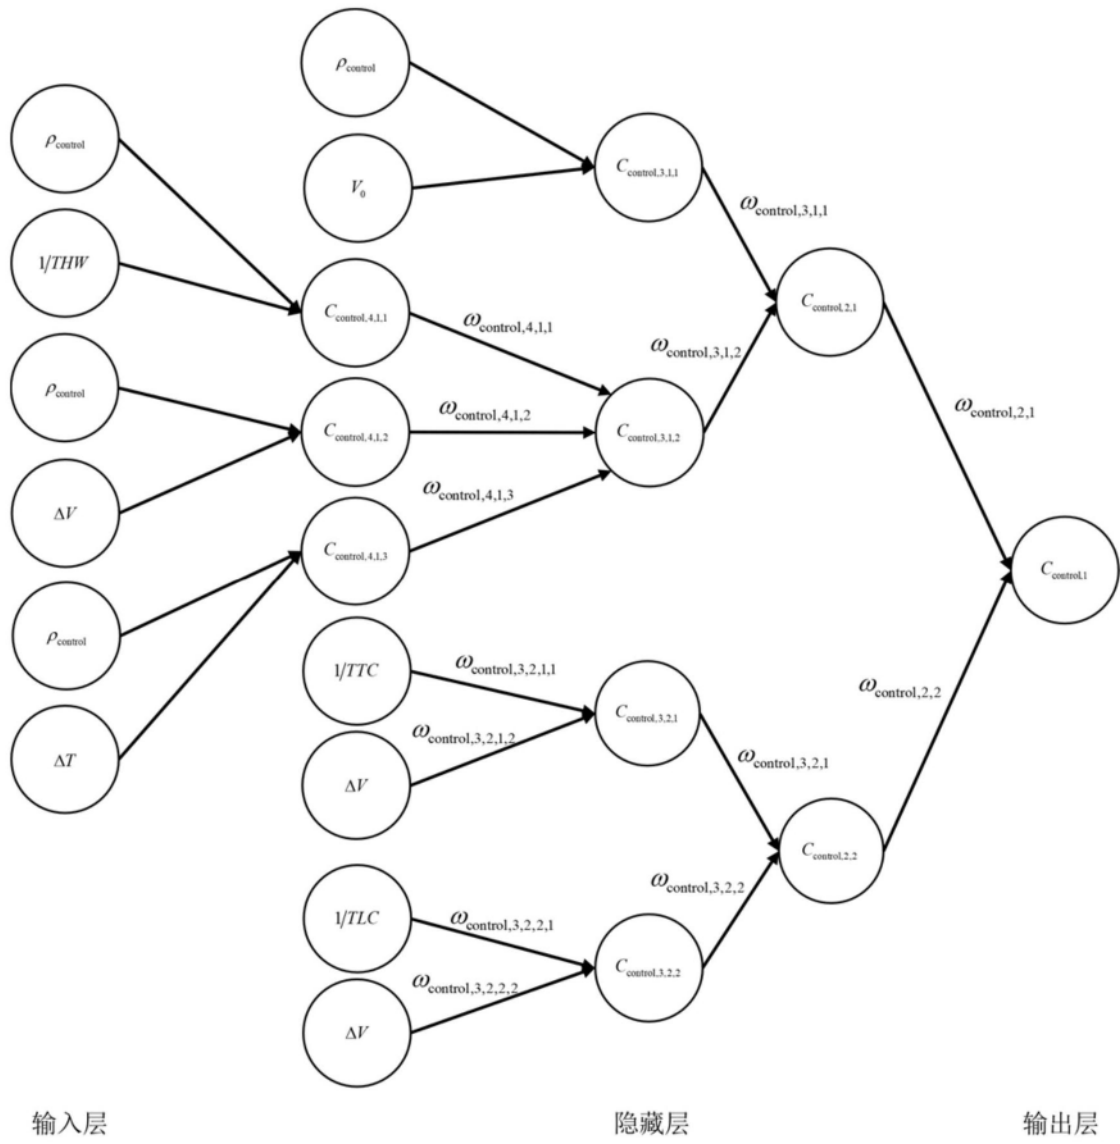 ρcontrol
1/THW
ρcontrol
ΔV
ρcontrol
ΔT
ρcontrol
V0
Ccontrol,4,1,1
Ccontrol,4,1,2
Ccontrol,4,1,3
1/TTC
ΔV
1/TLC
ΔV
ωcontrol,4,1,1
ωcontrol,4,1,2
ωcontrol,4,1,3
ωcontrol,3,2,1,1
ωcontrol,3,2,1,2
ωcontrol,3,2,2,1
ωcontrol,3,2,2,2
Ccontrol,3,1,1
Ccontrol,3,1,2
Ccontrol,3,2,1
Ccontrol,3,2,2
ωcontrol,3,1,1
ωcontrol,3,1,2
ωcontrol,3,2,1
ωcontrol,3,2,2
Ccontrol,2,1
Ccontrol,2,2
ωcontrol,2,1
ωcontrol,2,2
Ccontrol,1
输入层
隐藏层
输出层